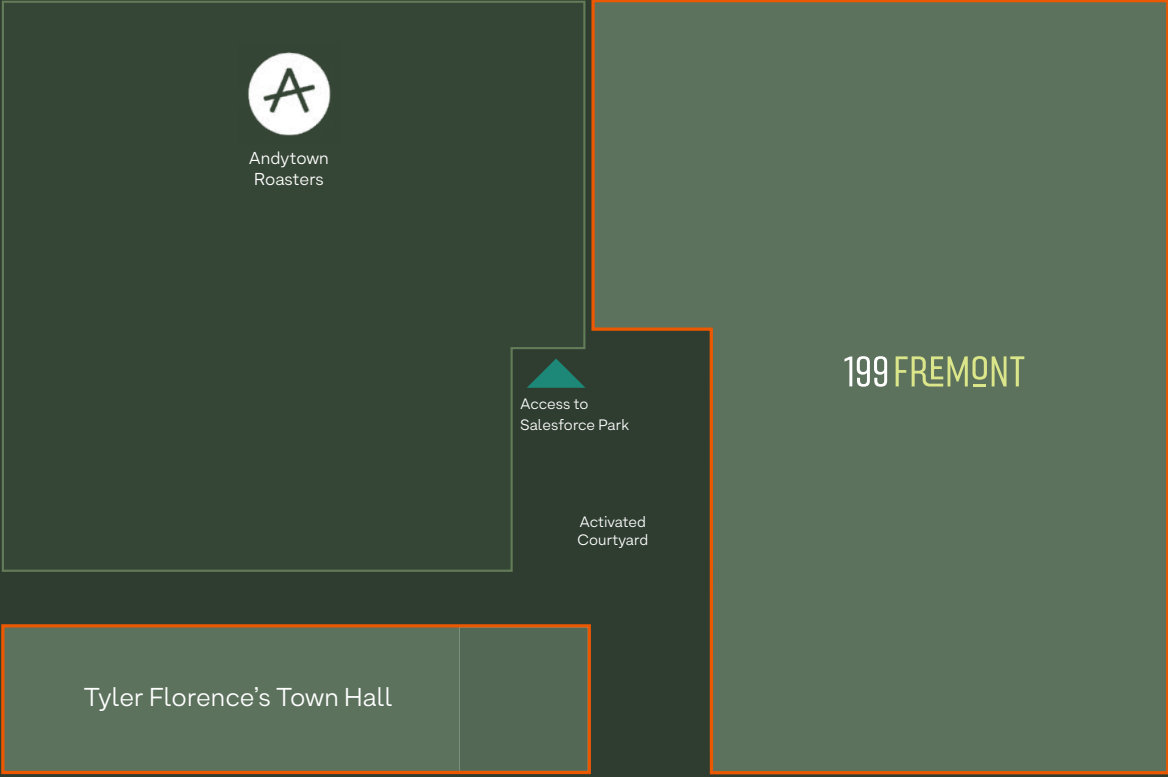 A
Andytown
Roasters
199 FREMONT
Access to
Salesforce Park
Activated
Courtyard
Tyler Florence’s Town Hall